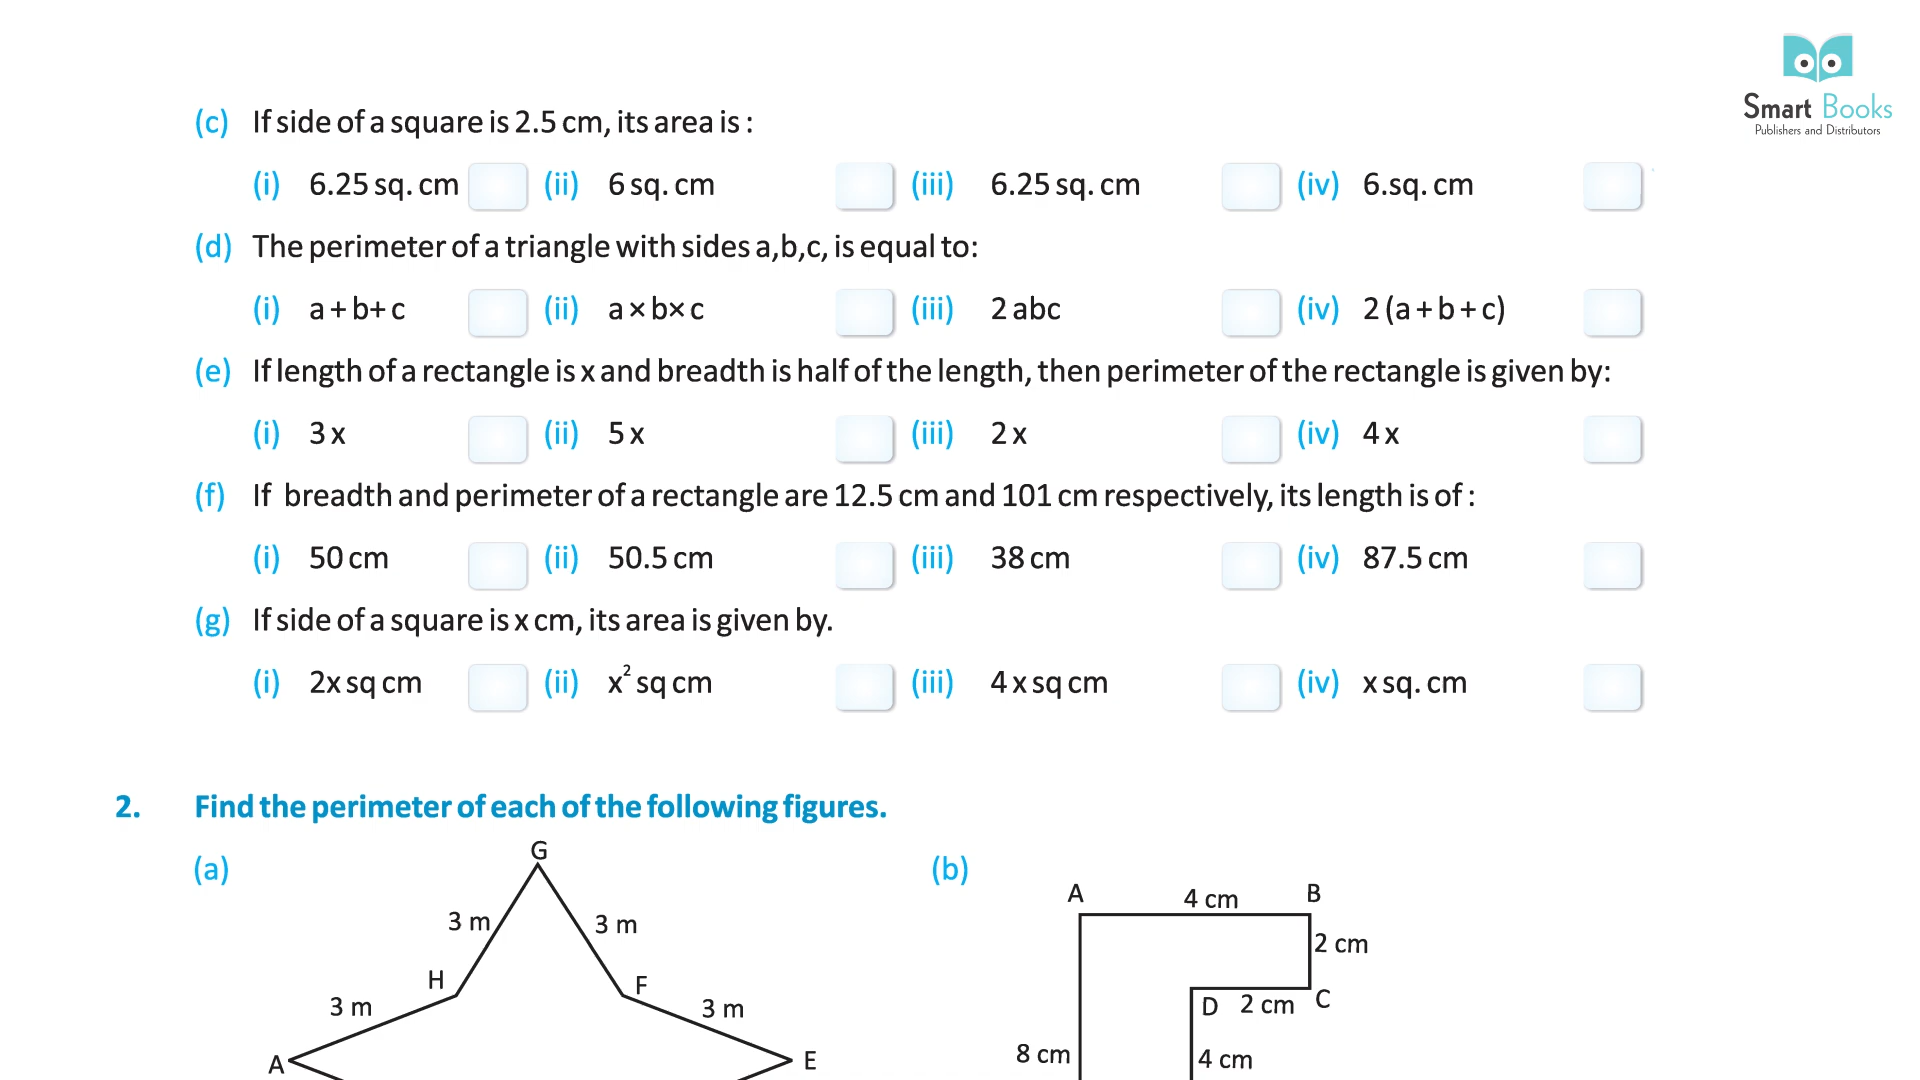 Smart Books
Publishers and Distributors
(c) If side of a square is 2.5 cm, its area is :
(i) 6.25 sq. cm (ii) 6 sq. cm (iii) 6.25 sq. cm (iv) 6.sq. cm
(d) The perimeter of a triangle with sides a,b,c, is equal to:
(i) a + b+ c (ii) a × b× c (iii) 2 abc (iv) 2 (a + b + c)
(e) If length of a rectangle is x and breadth is half of the length, then perimeter of the rectangle is given by:
(i) 3 x (ii) 5 x (iii) 2 x (iv) 4 x
(f) If breadth and perimeter of a rectangle are 12.5 cm and 101 cm respectively, its length is of :
(i) 50 cm (ii) 50.5 cm (iii) 38 cm (iv) 87.5 cm
(g) If side of a square is x cm, its area is given by.
(i) 2x sq cm (ii) x² sq cm (iii) 4 x sq cm (iv) x sq. cm
2. Find the perimeter of each of the following figures.
(a)
G
3 m 3 m
H F
3 m 3 m
A E
(b)
A 4 cm B
2 cm
D 2 cm C
8 cm 4 cm